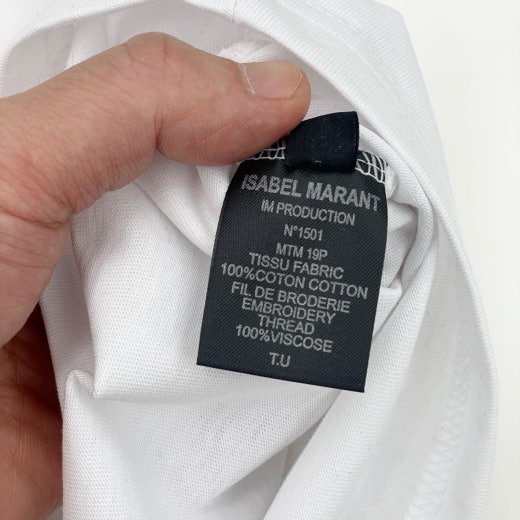 ISABEL MARANT
IM PRODUCTION
N°1501
MTM 19P
TISSU FABRIC
100%COTON COTTON
FIL DE BRODERIE
EMBROIDERY
THREAD
100%VISCOSE
T.U